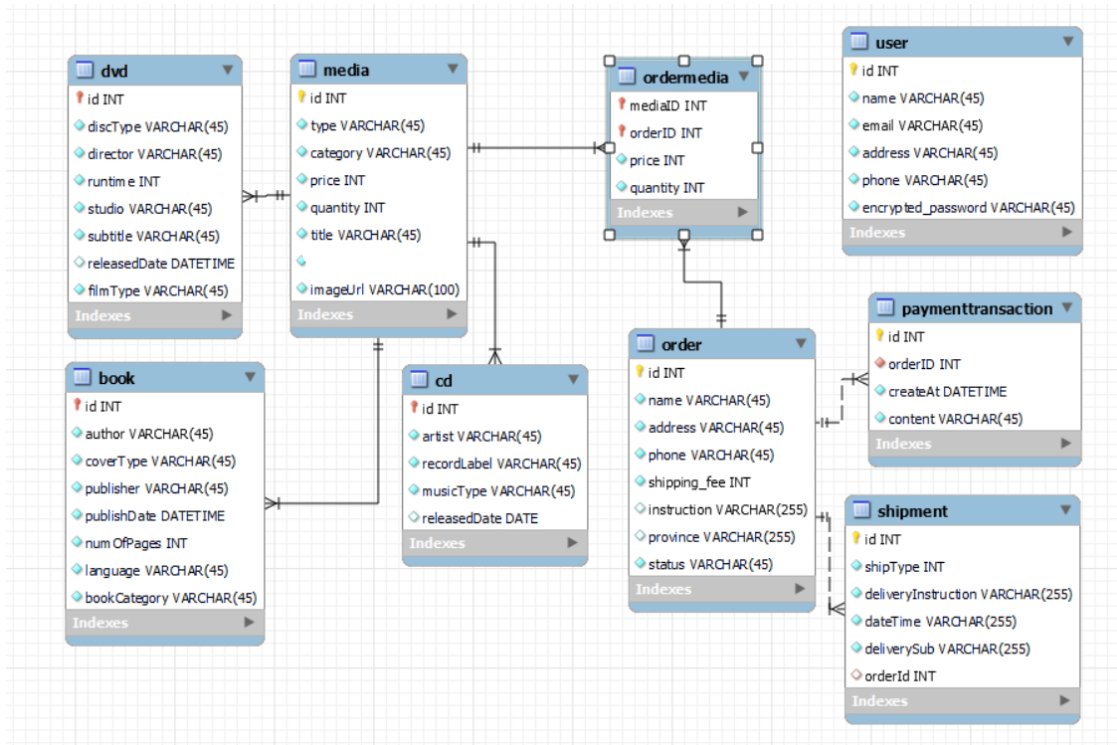 dvd
id INT
discType VARCHAR(45)
director VARCHAR(45)
runtime INT
studio VARCHAR(45)
subtitle VARCHAR(45)
releasedDate DATETIME
filmType VARCHAR(45)
Indexes
media
id INT
type VARCHAR(45)
category VARCHAR(45)
price INT
quantity INT
title VARCHAR(45)
imageUrl VARCHAR(100)
Indexes
ordermedia
mediaID INT
orderID INT
price INT
quantity INT
Indexes
user
id INT
name VARCHAR(45)
email VARCHAR(45)
address VARCHAR(45)
phone VARCHAR(45)
encrypted_password VARCHAR(45)
Indexes
book
id INT
author VARCHAR(45)
coverType VARCHAR(45)
publisher VARCHAR(45)
publishDate DATETIME
numOfPages INT
language VARCHAR(45)
bookCategory VARCHAR(45)
Indexes
cd
id INT
artist VARCHAR(45)
recordLabel VARCHAR(45)
musicType VARCHAR(45)
releasedDate DATE
Indexes
order
id INT
name VARCHAR(45)
address VARCHAR(45)
phone VARCHAR(45)
shipping_fee INT
instruction VARCHAR(255)
province VARCHAR(255)
status VARCHAR(45)
Indexes
paymenttransaction
id INT
orderID INT
createAt DATETIME
content VARCHAR(45)
Indexes
shipment
id INT
shipType INT
deliveryInstruction VARCHAR(255)
dateTime VARCHAR(255)
deliverySub VARCHAR(255)
orderId INT
Indexes